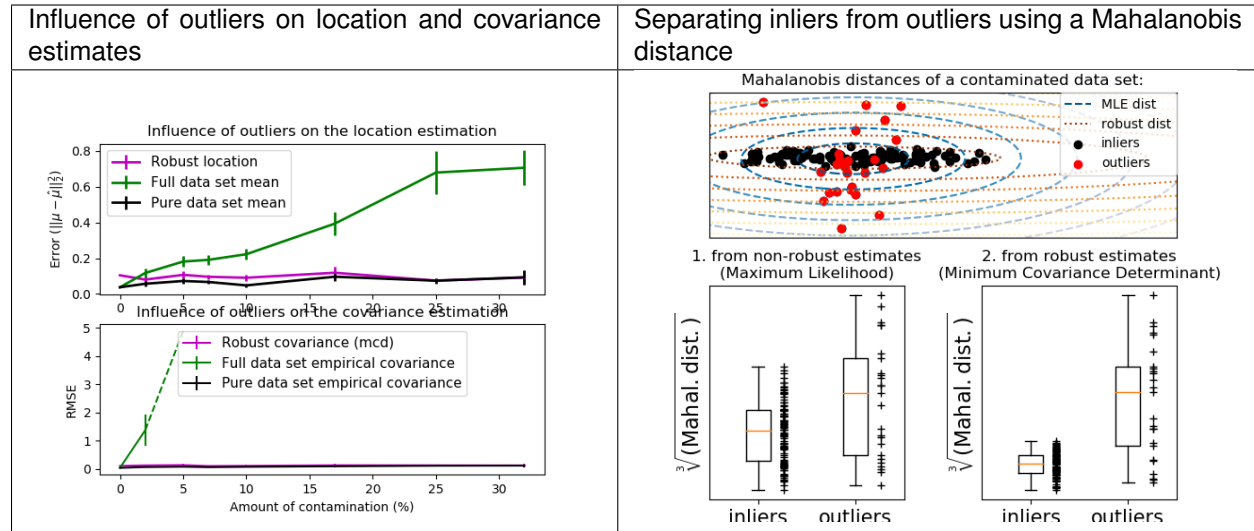 Influence of outliers on location and covariance
estimates
Separating inliers from outliers using a Mahalanobis
distance
Influence of outliers on the location estimation
0.8
0.6
0.4
0.2
0.0
Error (||μ − μ̂||₂²)
Robust location
Full data set mean
Pure data set mean
0 5 10 15 20 25 30
Influence of outliers on the covariance estimation
5
4
3
2
1
0
RMSE
Robust covariance (mcd)
Full data set empirical covariance
Pure data set empirical covariance
0 5 10 15 20 25 30
Amount of contamination (%)
Mahalanobis distances of a contaminated data set:
MLE dist
robust dist
inliers
outliers
1. from non-robust estimates
(Maximum Likelihood)
∛(Mahal. dist.)
inliers outliers
2. from robust estimates
(Minimum Covariance Determinant)
∛(Mahal. dist.)
inliers outliers